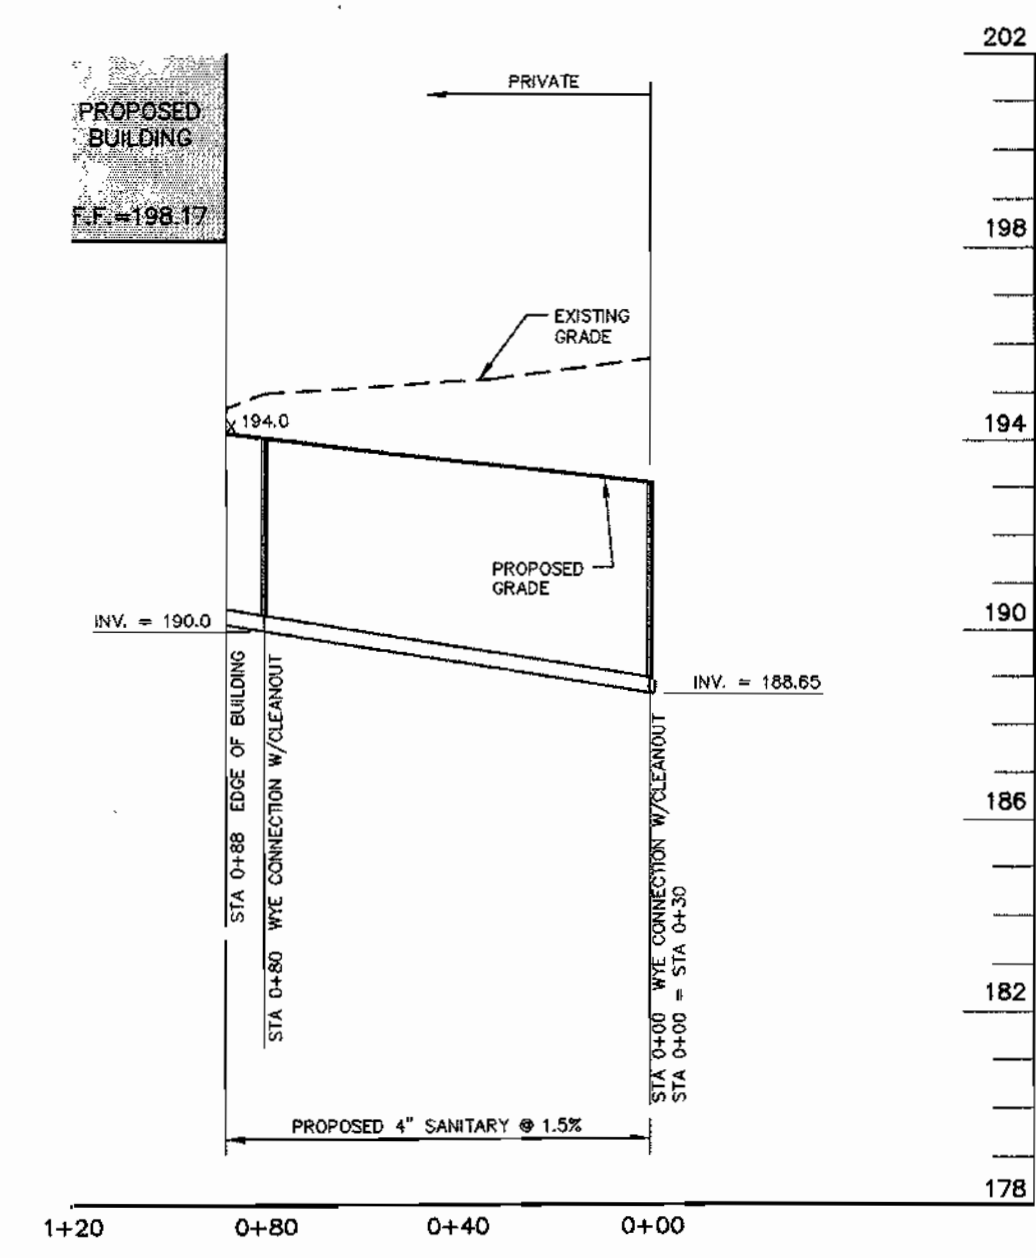 202
PRIVATE
PROPOSED
BUILDING
F.F.=198.17
198
EXISTING
GRADE
194.0
194
PROPOSED
GRADE
INV. = 190.0
190
INV. = 188.65
STA 0+88 EDGE OF BUILDING
STA 0+80 WYE CONNECTION W/CLEANOUT
STA 0+00 WYE CONNECTION W/CLEANOUT
STA 0+00 = STA 0+30
186
182
PROPOSED 4" SANITARY @ 1.5%
178
1+20 0+80 0+40 0+00